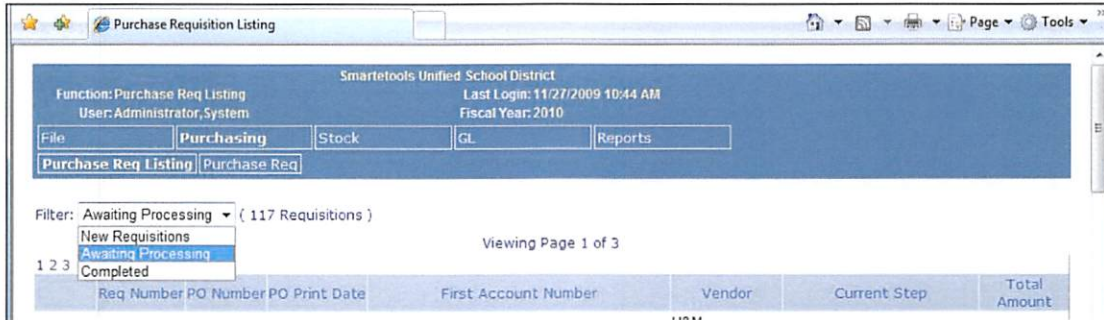 Purchase Requisition Listing
Page Tools
Smartetools Unified School District
Function: Purchase Req Listing Last Login: 11/27/2009 10:44 AM
User: Administrator, System Fiscal Year: 2010
File Purchasing Stock GL Reports
Purchase Req Listing Purchase Req
Filter: Awaiting Processing ( 117 Requisitions )
New Requisitions
Viewing Page 1 of 3
Awaiting Processing
1 2 3
Completed
Req Number PO Number PO Print Date First Account Number Vendor Current Step Total Amount